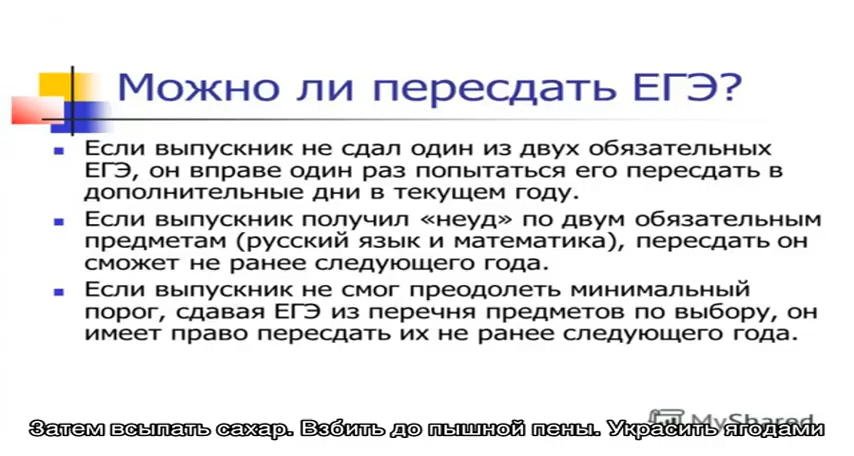 Можно ли пересдать ЕГЭ?
Если выпускник не сдал один из двух обязательных
ЕГЭ, он вправе один раз попытаться его пересдать в
дополнительные дни в текущем году.
Если выпускник получил «неуд» по двум обязательным
предметам (русский язык и математика), пересдать он
сможет не ранее следующего года.
Если выпускник не смог преодолеть минимальный
порог, сдавая ЕГЭ из перечня предметов по выбору, он
имеет право пересдать их не ранее следующего года.
MyShared
Затем всыпать сахар. Взбить до пышной пены. Украсить ягодами